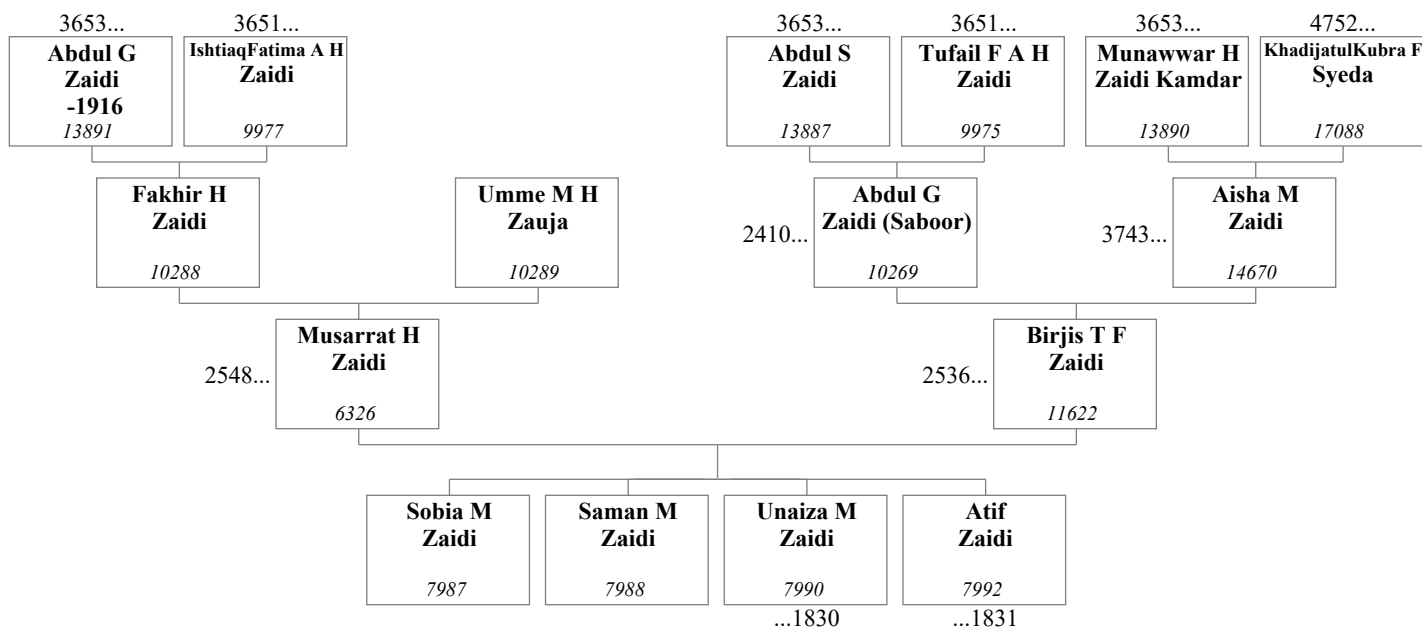 3653...
3651...
3653...
3651...
3653...
4752...
Abdul G
Zaidi
-1916
13891
IshtiaqFatima A H
Zaidi
9977
Abdul S
Zaidi
13887
Tufail F A H
Zaidi
9975
Munawwar H
Zaidi Kamdar
13890
KhadijatulKubra F
Syeda
17088
Fakhir H
Zaidi
10288
Umme M H
Zauja
10289
2410...
Abdul G
Zaidi (Saboor)
10269
3743...
Aisha M
Zaidi
14670
2548...
Musarrat H
Zaidi
6326
2536...
Birjis T F
Zaidi
11622
Sobia M
Zaidi
7987
Saman M
Zaidi
7988
Unaiza M
Zaidi
7990
...1830
Atif
Zaidi
7992
...1831